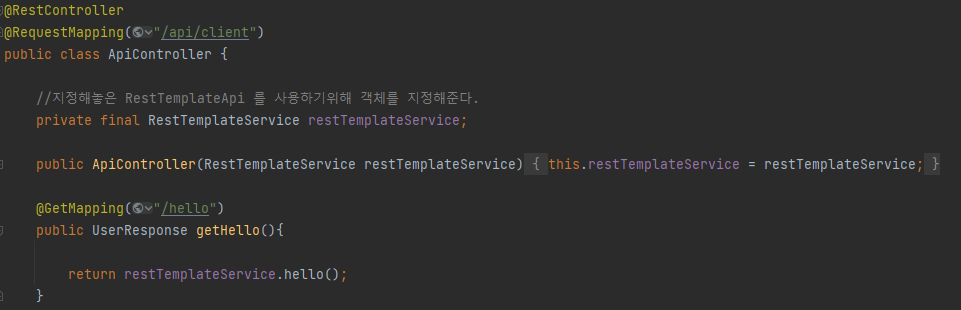 @RestController
@RequestMapping("/api/client")
public class ApiController {
//지정해놓은 RestTemplateApi 를 사용하기위해 객체를 지정해준다.
private final RestTemplateService restTemplateService;
public ApiController(RestTemplateService restTemplateService) { this.restTemplateService = restTemplateService; }
@GetMapping("/hello")
public UserResponse getHello(){
return restTemplateService.hello();
}